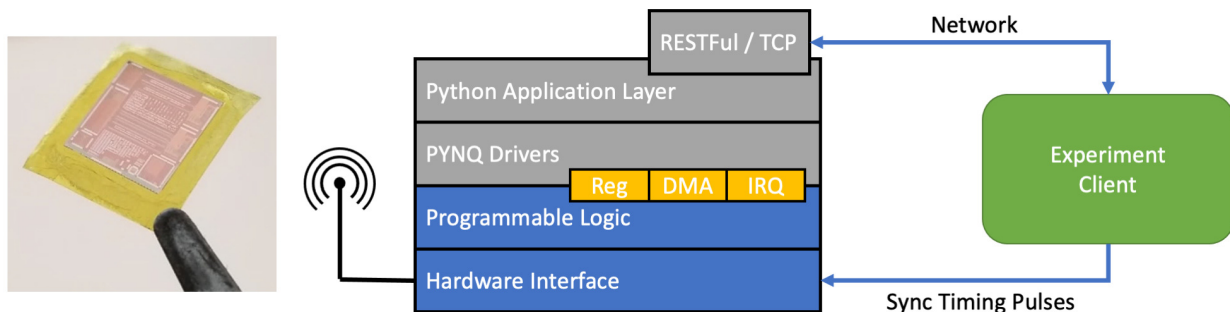 Network
RESTFul / TCP
Python Application Layer
PYNQ Drivers
Reg DMA IRQ
Programmable Logic
Hardware Interface
Experiment
Client
Sync Timing Pulses